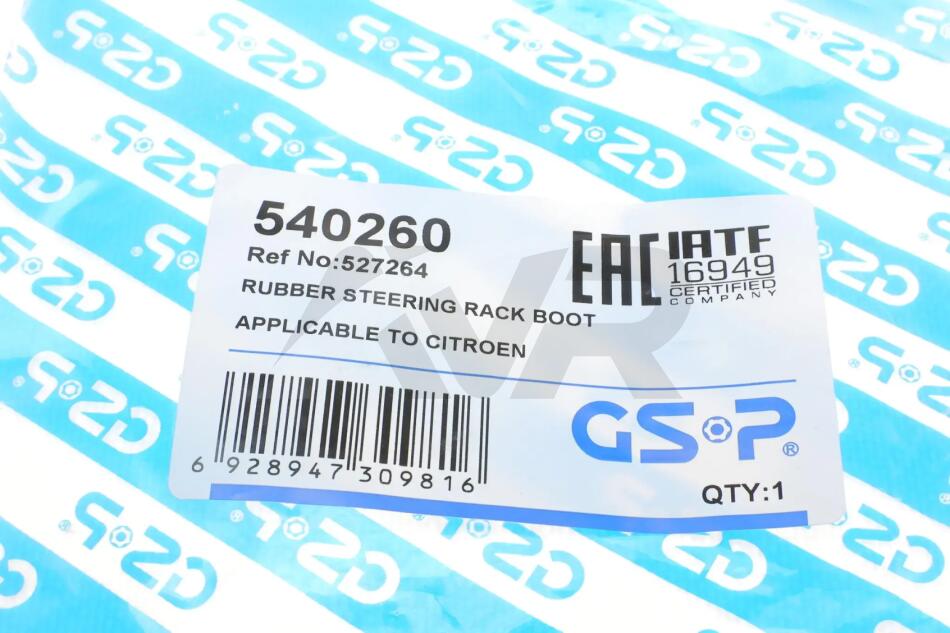 540260
Ref No:527264
RUBBER STEERING RACK BOOT
APPLICABLE TO CITROEN
EAC
IATF
16949
CERTIFIED
COMPANY
6 928947 309816
GSP®
QTY:1